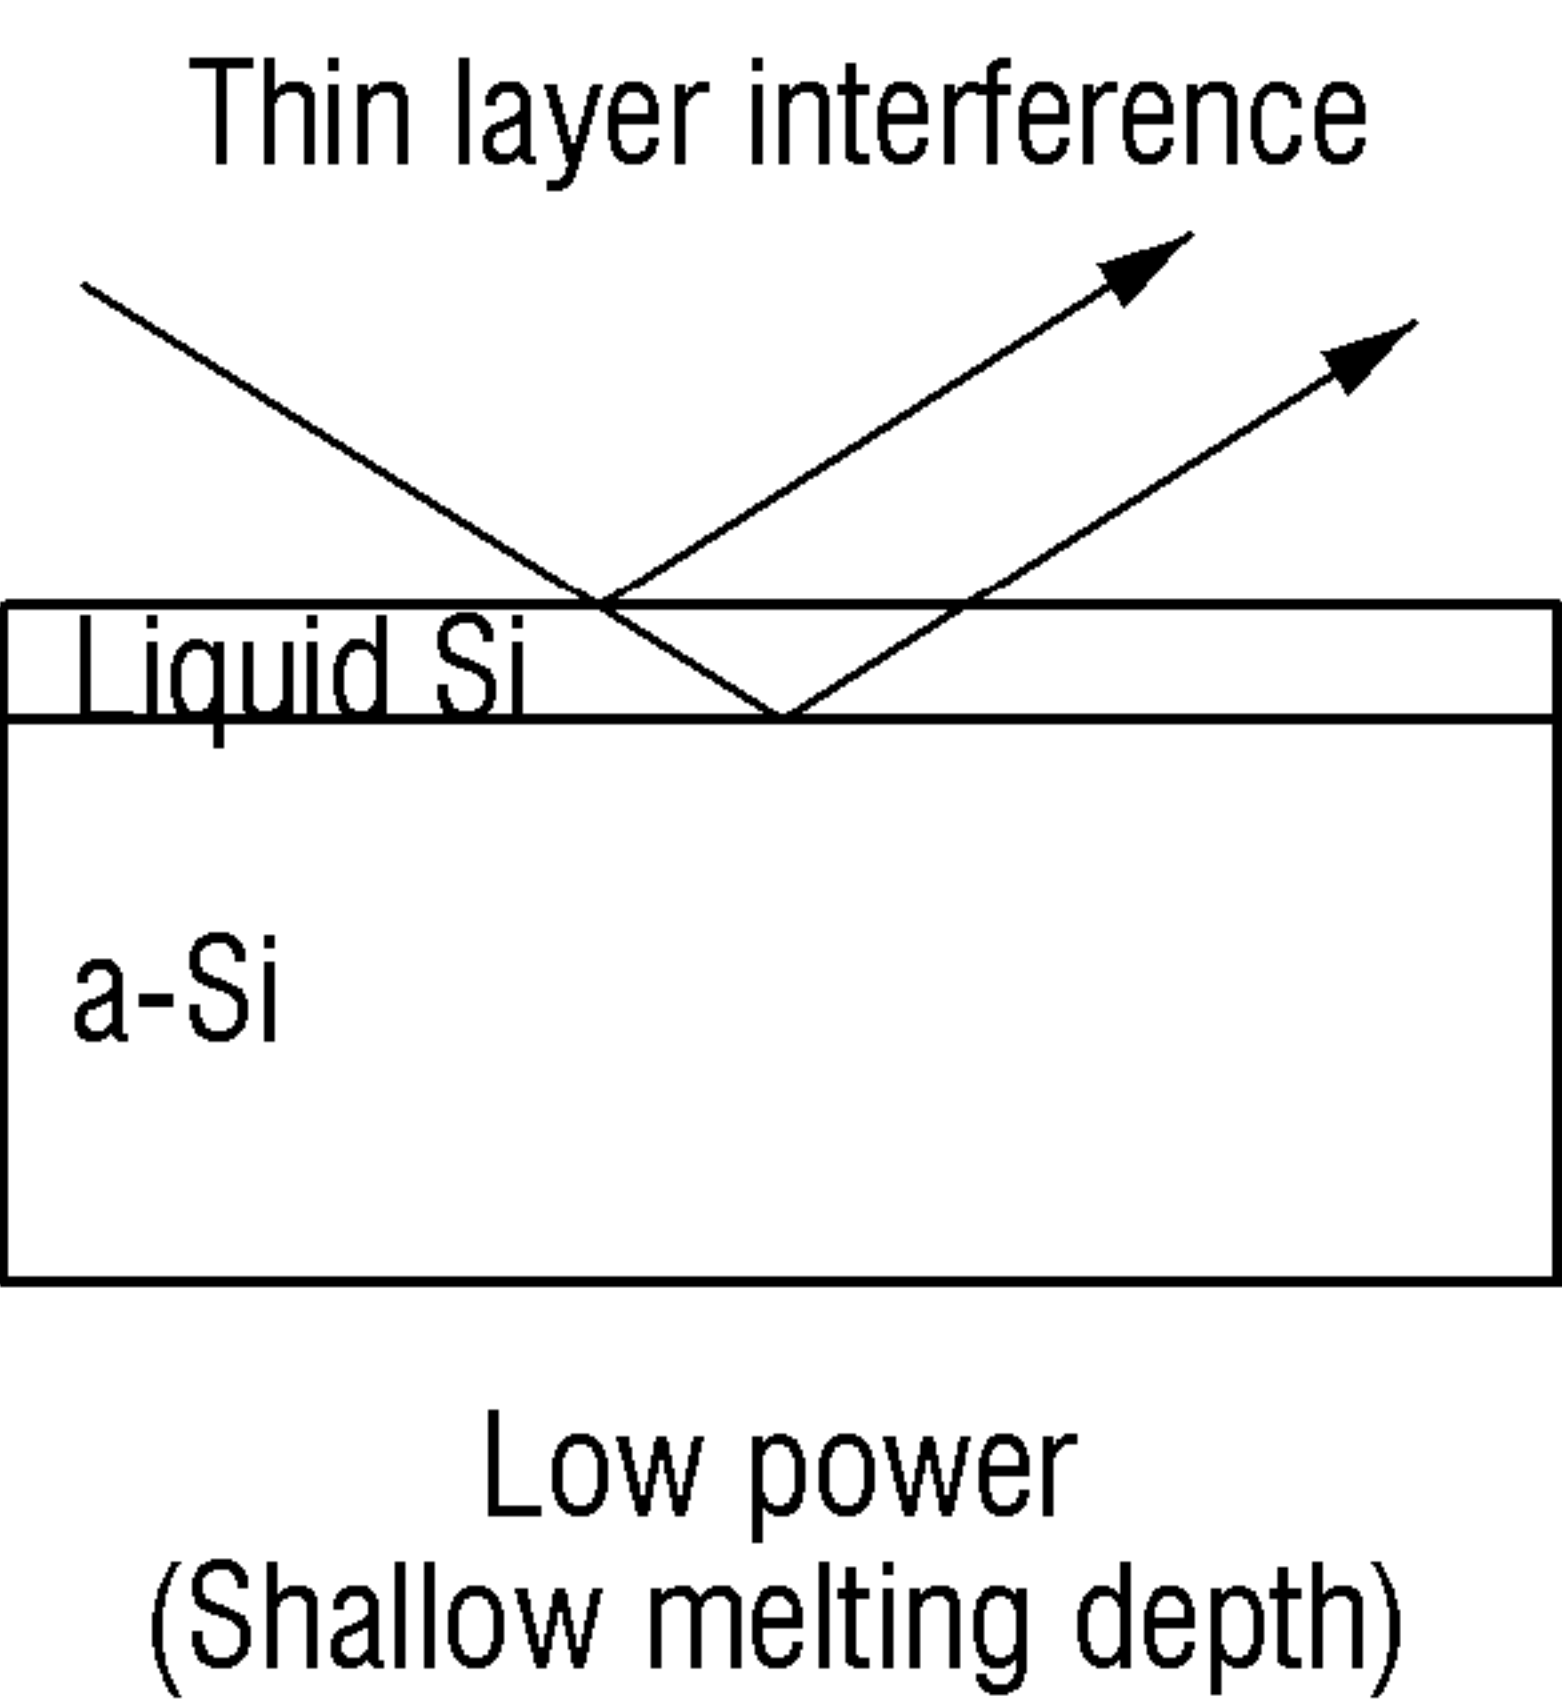 Thin layer interference
Liquid Si
a-Si
Low power
(Shallow melting depth)